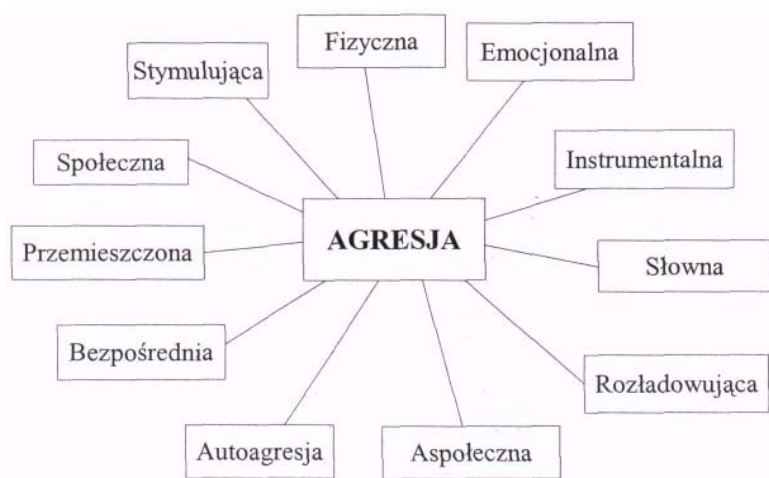 Fizyczna
Emocjonalna
Stymulująca
Społeczna
Instrumentalna
AGRESJA
Przemieszczona
Słowna
Bezpośrednia
Rozładowująca
Autoagresja
Aspołeczna